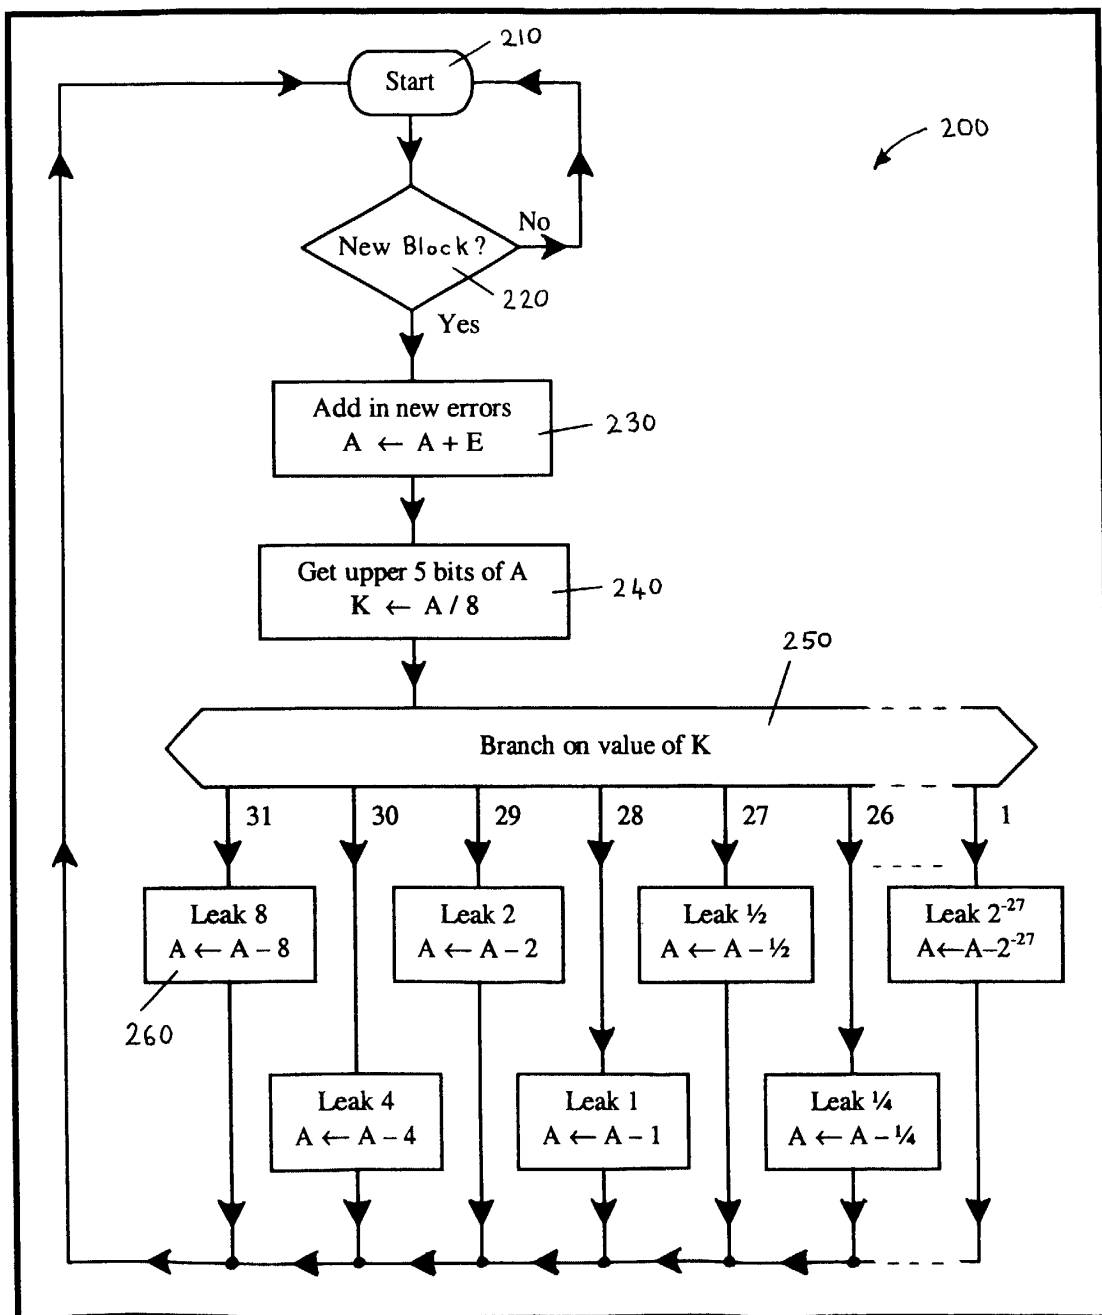 210
Start
200
No
New Block?
220
Yes
Add in new errors
A ← A + E
230
Get upper 5 bits of A
K ← A / 8
240
250
Branch on value of K
31
30
29
28
27
26
1
Leak 8
A ← A – 8
Leak 2
A ← A – 2
Leak ½
A ← A – ½
Leak 2⁻²⁷
A←A–2⁻²⁷
260
Leak 4
A ← A – 4
Leak 1
A ← A – 1
Leak ¼
A ← A – ¼